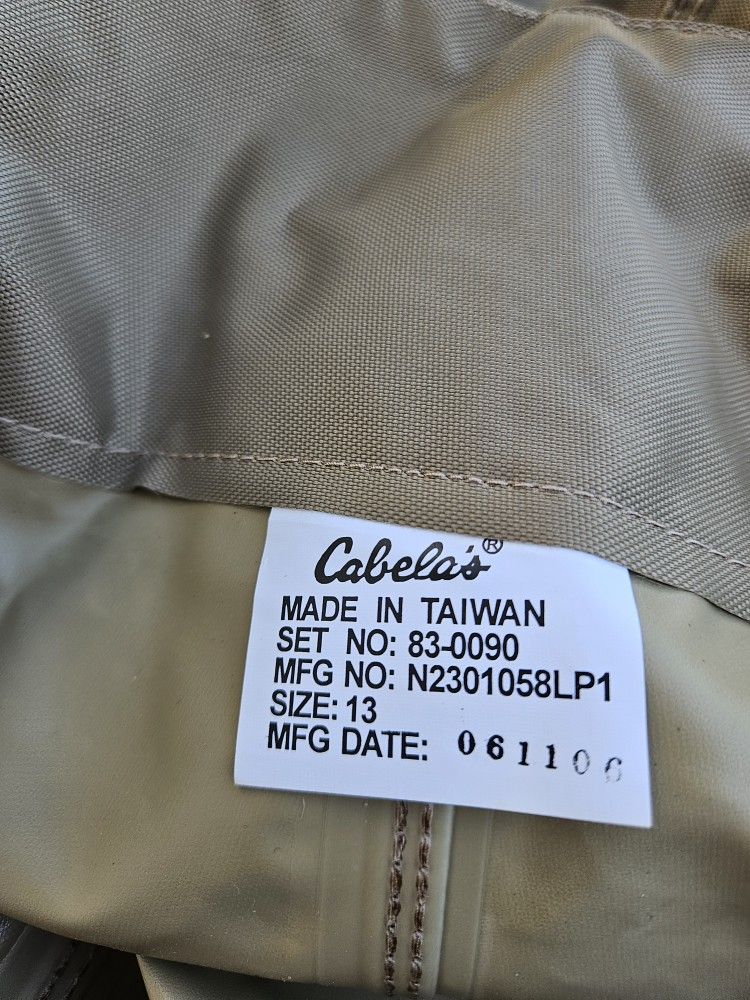 Cabela's®
MADE IN TAIWAN
SET NO: 83-0090
MFG NO: N2301058LP1
SIZE: 13
MFG DATE: 061106